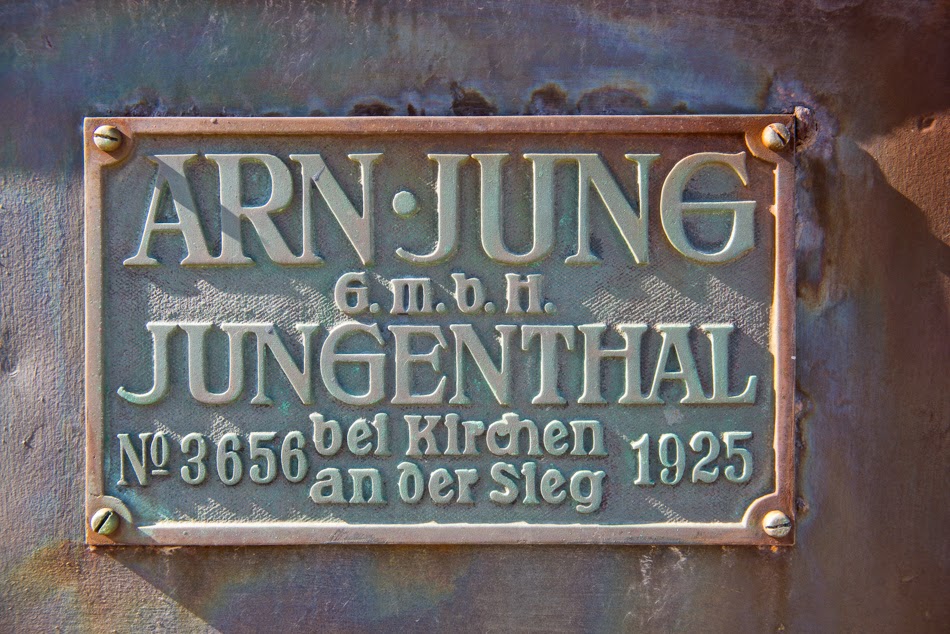 ARN·JUNG
G.m.b.H.
JUNGENTHAL
bei Kirchen
No 3656 1925
an der Sieg